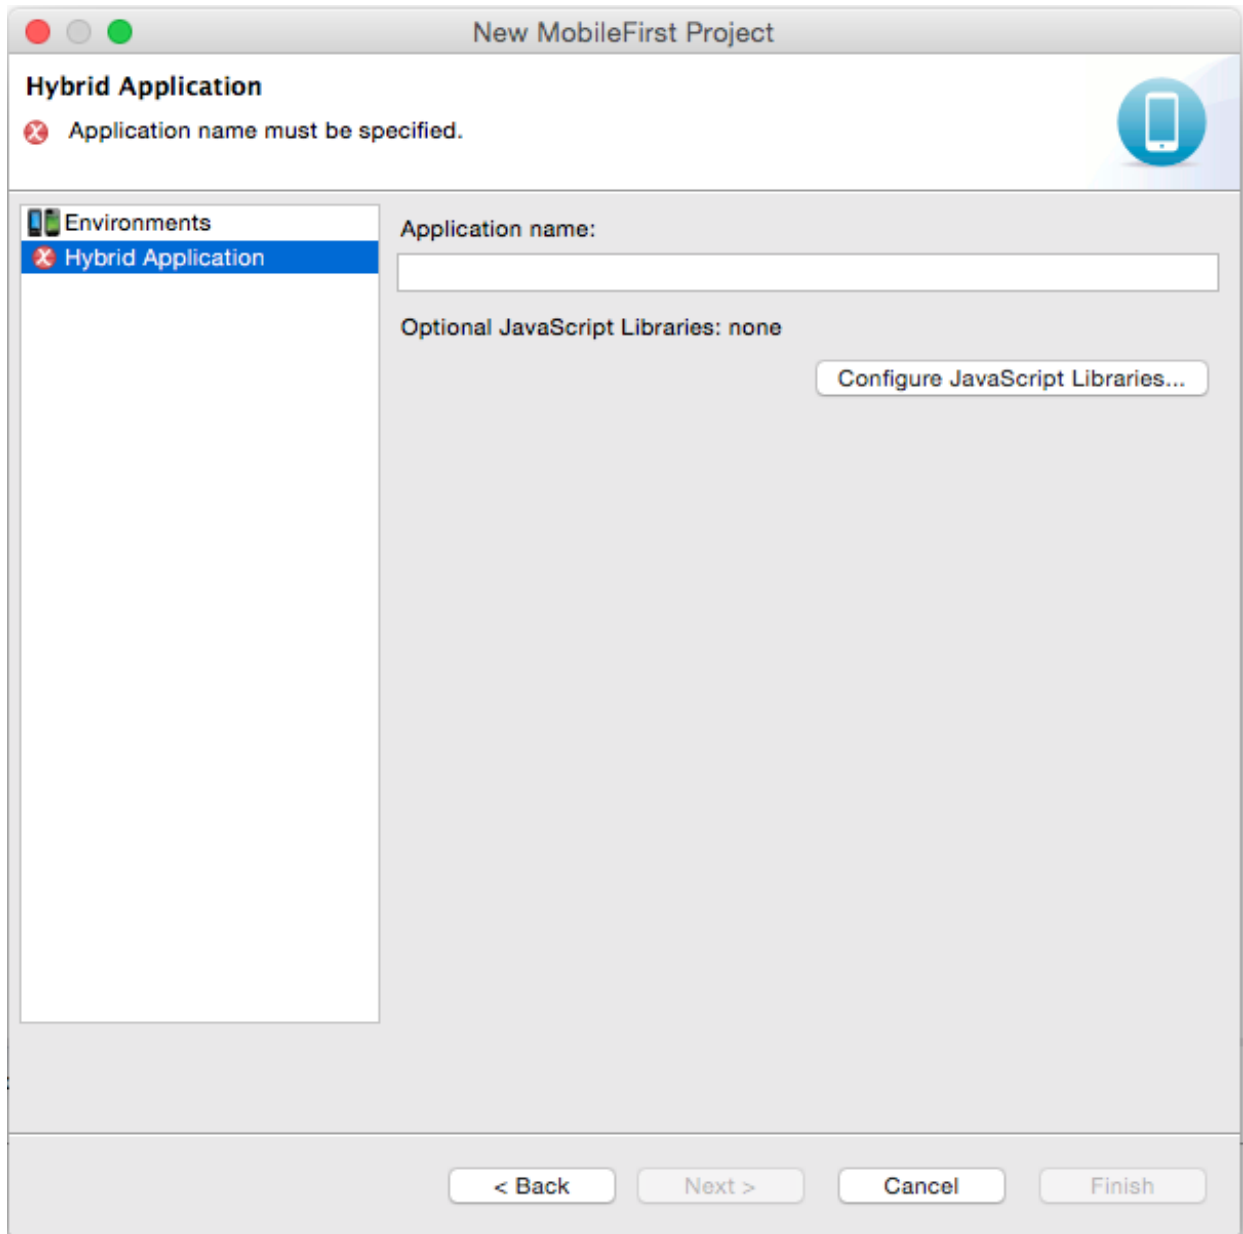 New MobileFirst Project
Hybrid Application
Application name must be specified.
Environments
Hybrid Application
Application name:
Optional JavaScript Libraries: none
Configure JavaScript Libraries...
< Back
Next >
Cancel
Finish